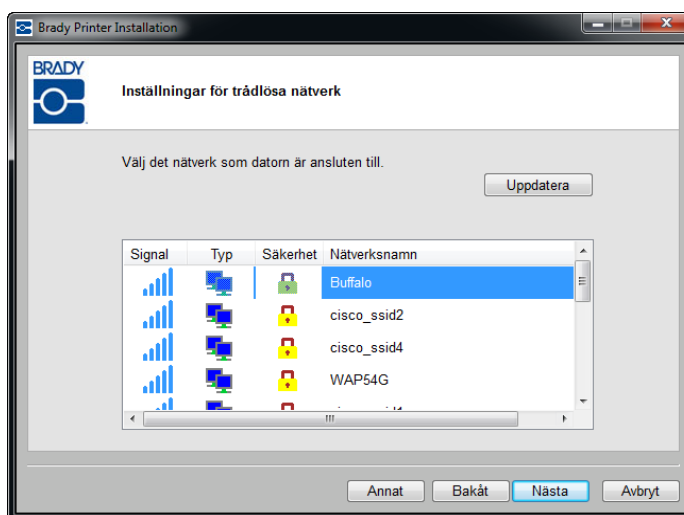 Brady Printer Installation
BRADY
Inställningar för trådlösa nätverk
Välj det nätverk som datorn är ansluten till.
Uppdatera
Signal Typ Säkerhet Nätverksnamn
Buffalo
cisco_ssid2
cisco_ssid4
WAP54G
Annat Bakåt Nästa Avbryt